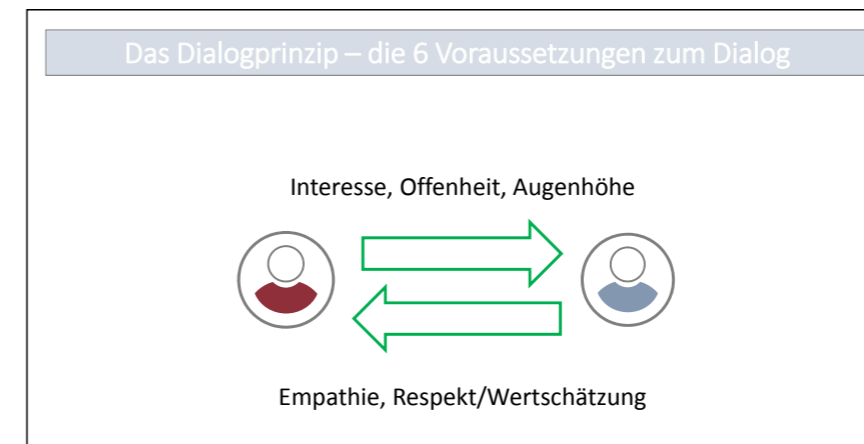 Das Dialogprinzip – die 6 Voraussetzungen zum Dialog
Interesse, Offenheit, Augenhöhe
Empathie, Respekt/Wertschätzung